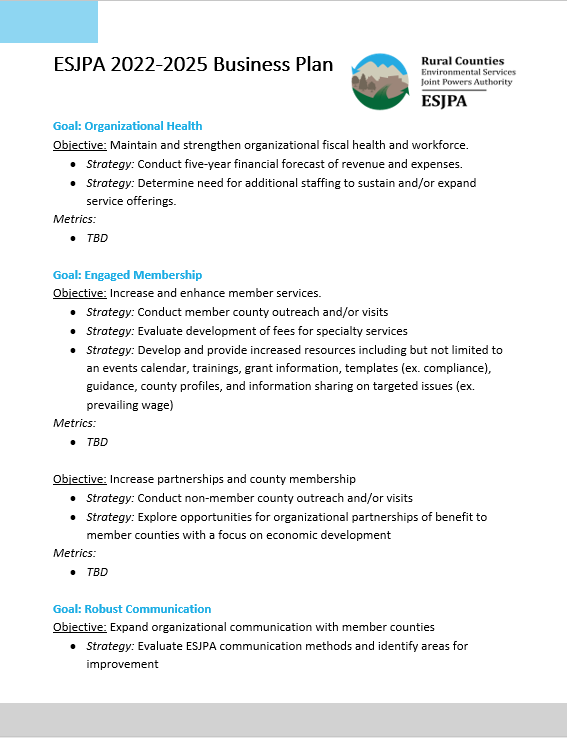 ESJPA 2022-2025 Business Plan
Rural Counties
Environmental Services
Joint Powers Authority
ESJPA
Goal: Organizational Health
Objective: Maintain and strengthen organizational fiscal health and workforce.
• Strategy: Conduct five-year financial forecast of revenue and expenses.
• Strategy: Determine need for additional staffing to sustain and/or expand
service offerings.
Metrics:
• TBD
Goal: Engaged Membership
Objective: Increase and enhance member services.
• Strategy: Conduct member county outreach and/or visits
• Strategy: Evaluate development of fees for specialty services
• Strategy: Develop and provide increased resources including but not limited to
an events calendar, trainings, grant information, templates (ex. compliance),
guidance, county profiles, and information sharing on targeted issues (ex.
prevailing wage)
Metrics:
• TBD
Objective: Increase partnerships and county membership
• Strategy: Conduct non-member county outreach and/or visits
• Strategy: Explore opportunities for organizational partnerships of benefit to
member counties with a focus on economic development
Metrics:
• TBD
Goal: Robust Communication
Objective: Expand organizational communication with member counties
• Strategy: Evaluate ESJPA communication methods and identify areas for
improvement